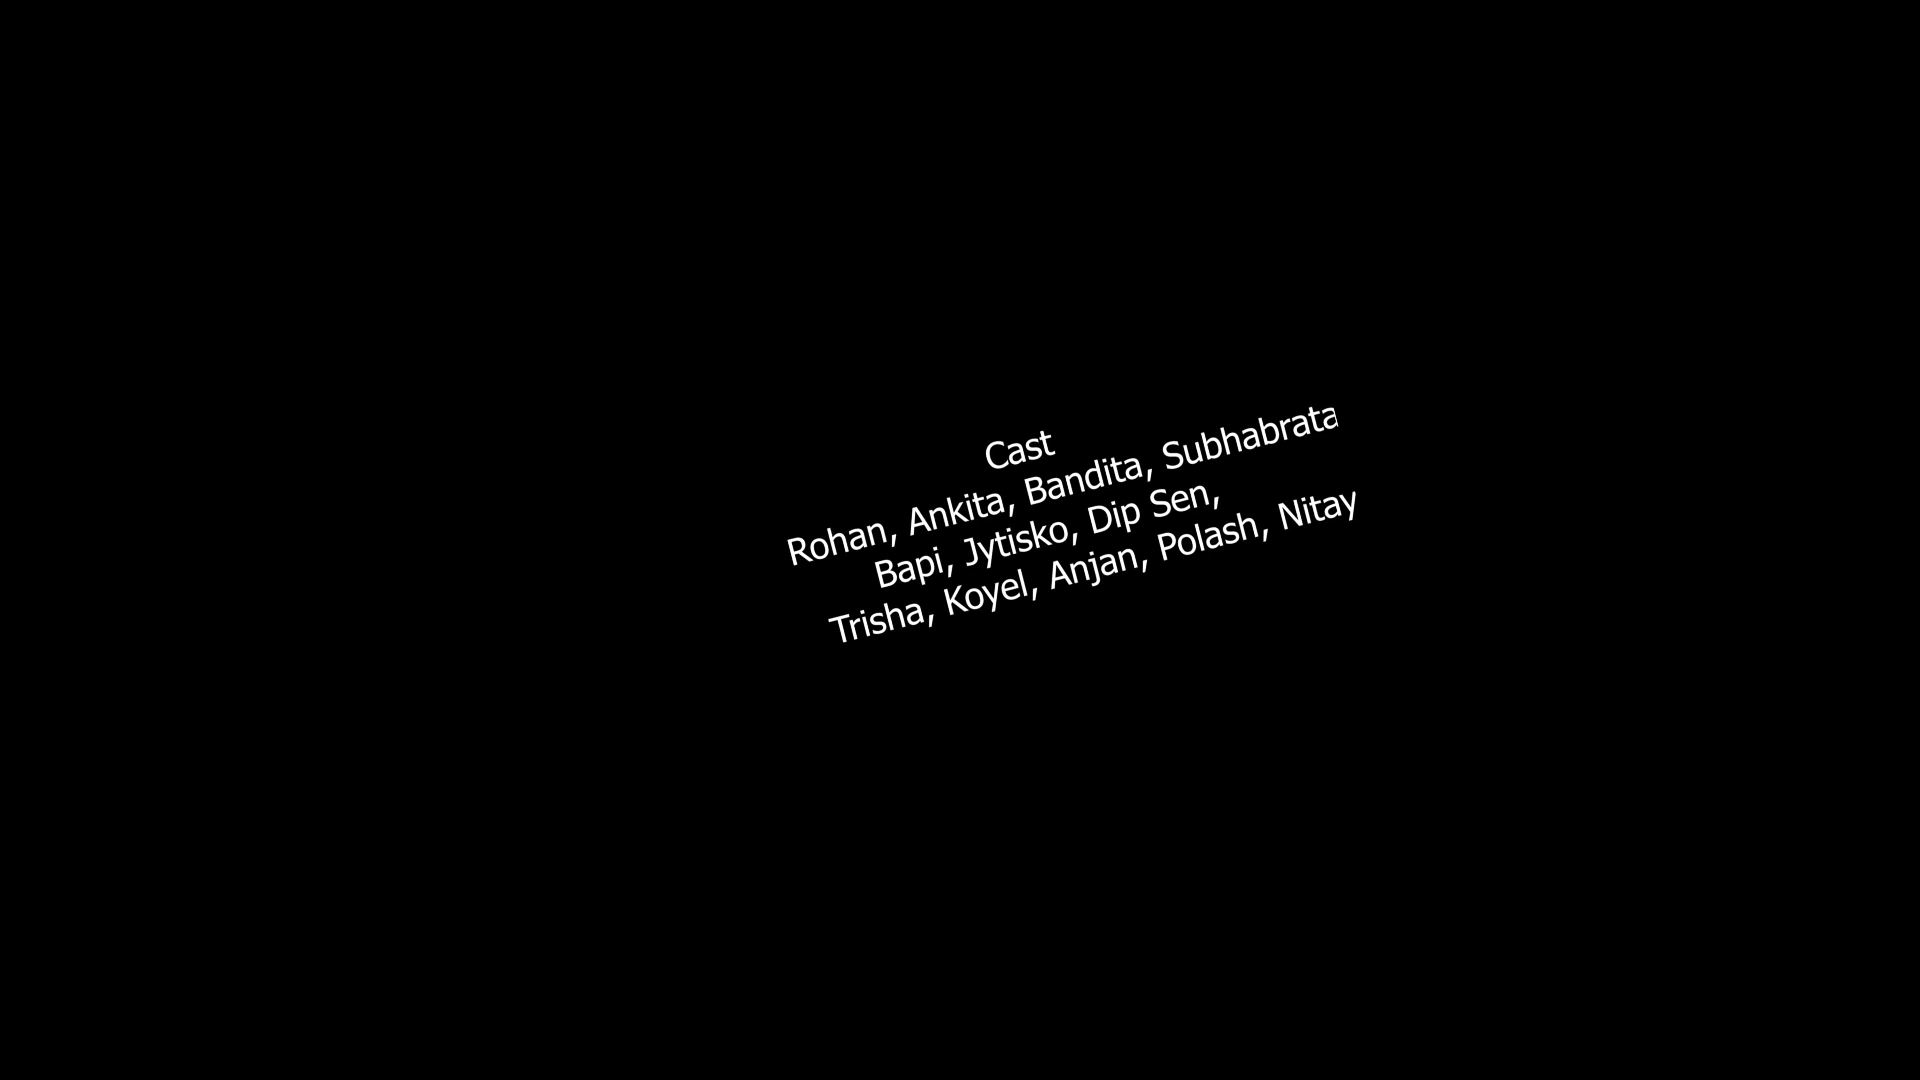 Cast
Rohan, Ankita, Bandita, Subhabrata
Bapi, Jytisko, Dip Sen,
Trisha, Koyel, Anjan, Polash, Nitay